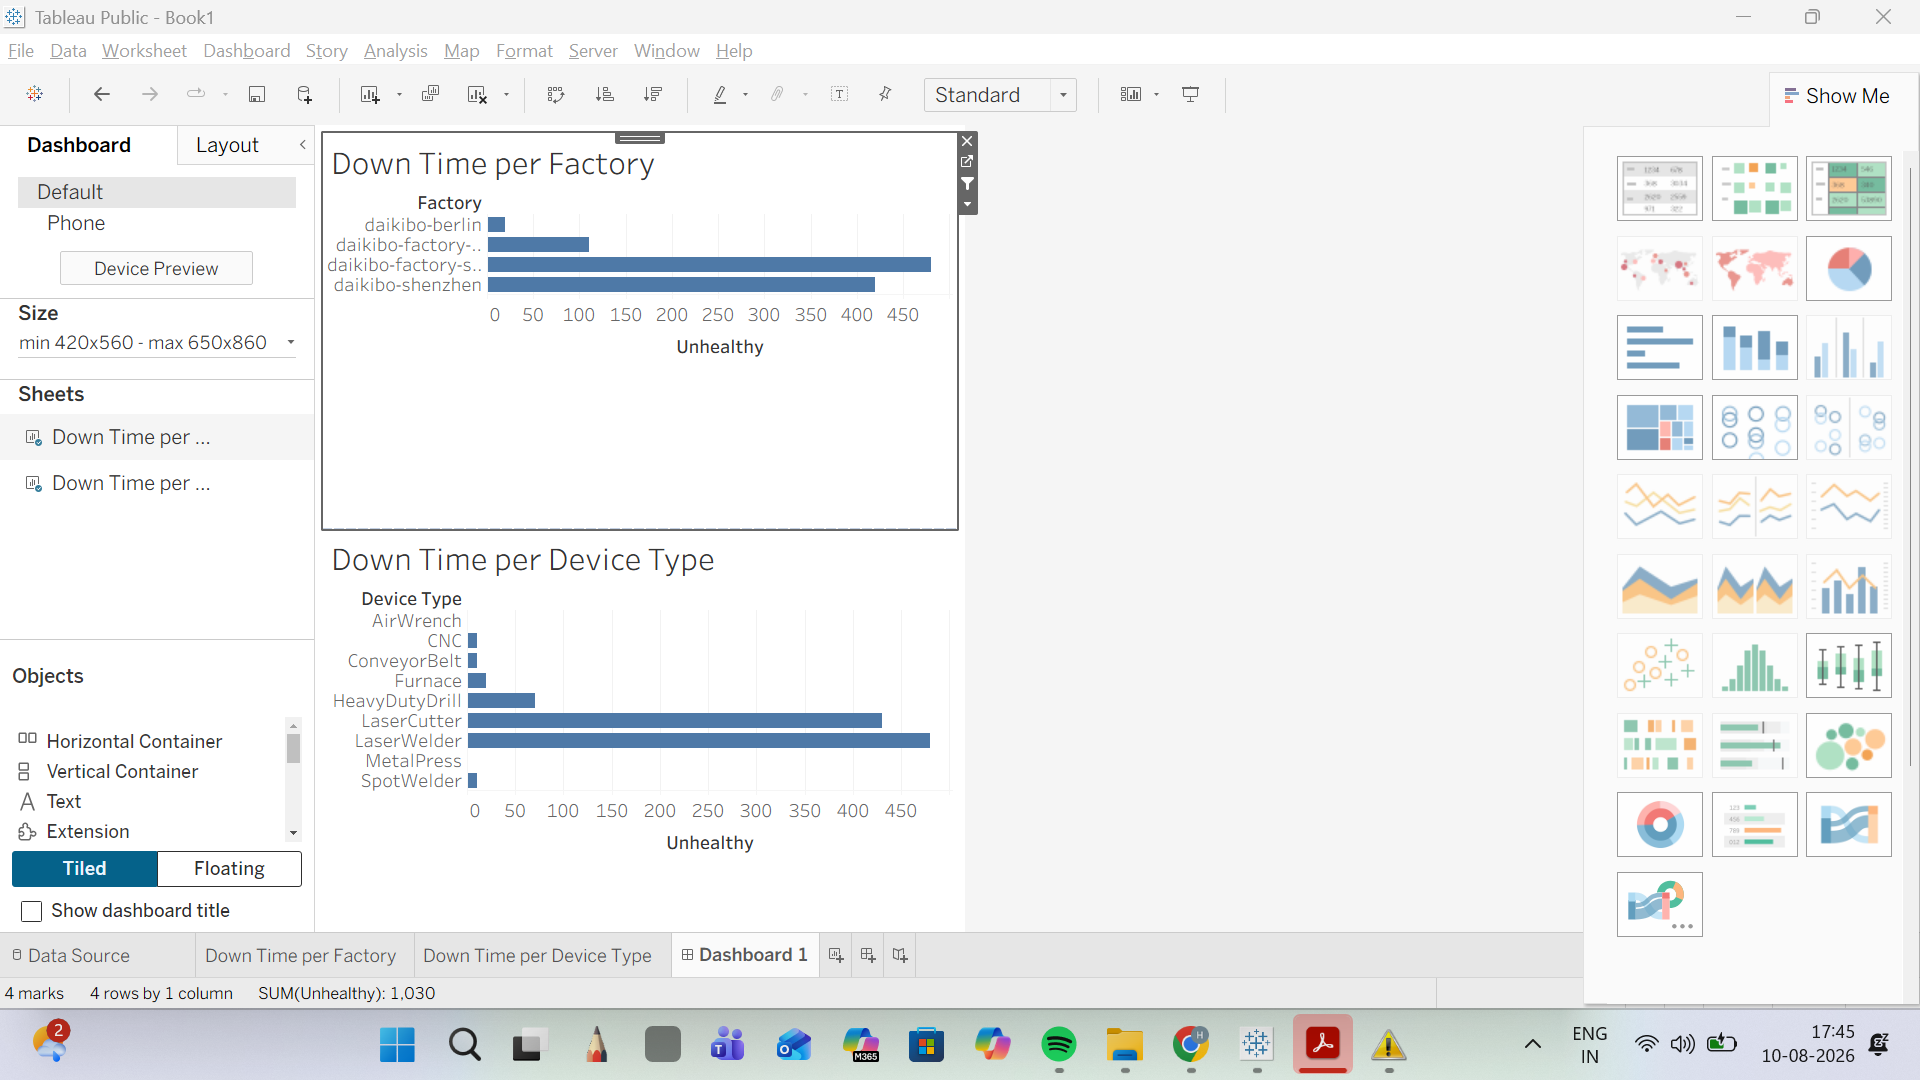 Tableau Public - Book1
File Data Worksheet Dashboard Story Analysis Map Format Server Window Help
Standard
Show Me
Dashboard Layout
Default
Phone
Device Preview
Size
min 420x560 - max 650x860
Sheets
Down Time per ...
Down Time per ...
Objects
Horizontal Container
Vertical Container
Text
Extension
Tiled Floating
Show dashboard title
Down Time per Factory
Factory
daikibo-berlin
daikibo-factory-..
daikibo-factory-s..
daikibo-shenzhen
0 50 100 150 200 250 300 350 400 450
Unhealthy
Down Time per Device Type
Device Type
AirWrench
CNC
ConveyorBelt
Furnace
HeavyDutyDrill
LaserCutter
LaserWelder
MetalPress
SpotWelder
0 50 100 150 200 250 300 350 400 450
Unhealthy
Data Source Down Time per Factory Down Time per Device Type Dashboard 1
4 marks 4 rows by 1 column SUM(Unhealthy): 1,030
2
M365
ENG
IN
17:45
10-08-2026